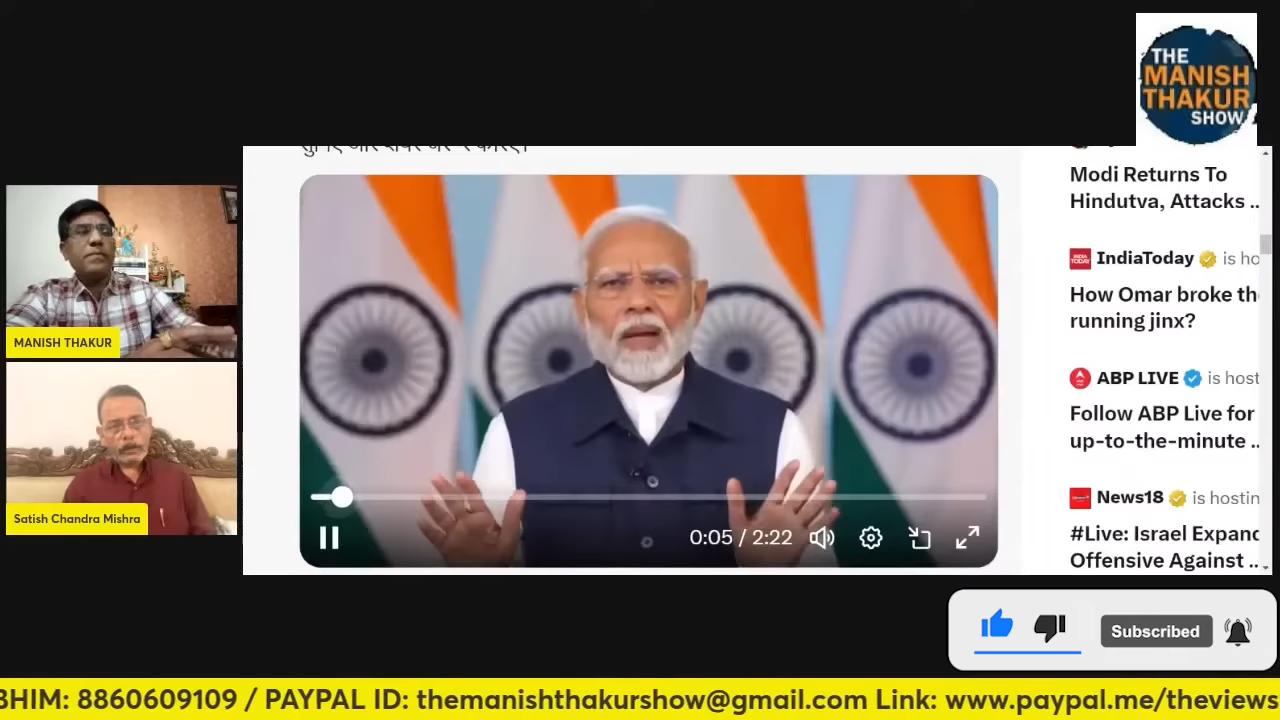 THE
MANISH
THAKUR
SHOW
Modi Returns To
Hindutva, Attacks ..
IndiaToday is ho
How Omar broke th
running jinx?
ABP LIVE is host
Follow ABP Live for
up-to-the-minute ..
News18 is hostin
#Live: Israel Expand
Offensive Against ..
0:05 / 2:22
MANISH THAKUR
Satish Chandra Mishra
Subscribed
BHIM: 8860609109 / PAYPAL ID: themanishthakurshow@gmail.com Link: www.paypal.me/theviews